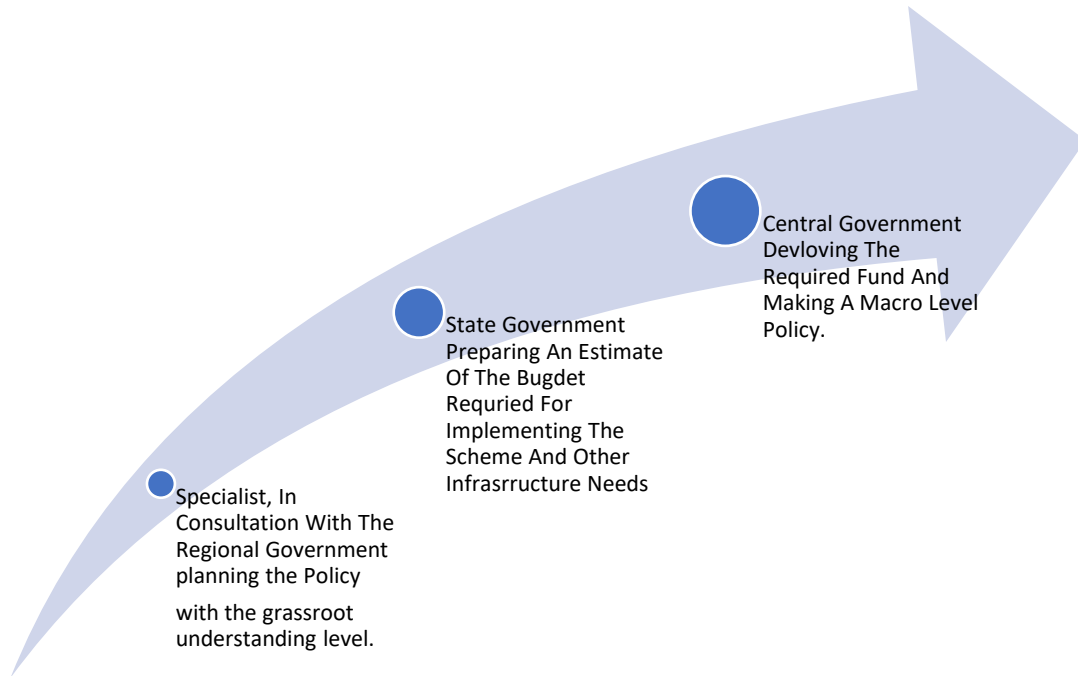 Specialist, In
Consultation With The
Regional Government
planning the Policy
with the grassroot
understanding level.
State Government
Preparing An Estimate
Of The Bugdet
Requried For
Implementing The
Scheme And Other
Infrasrructure Needs
Central Government
Devloving The
Required Fund And
Making A Macro Level
Policy.